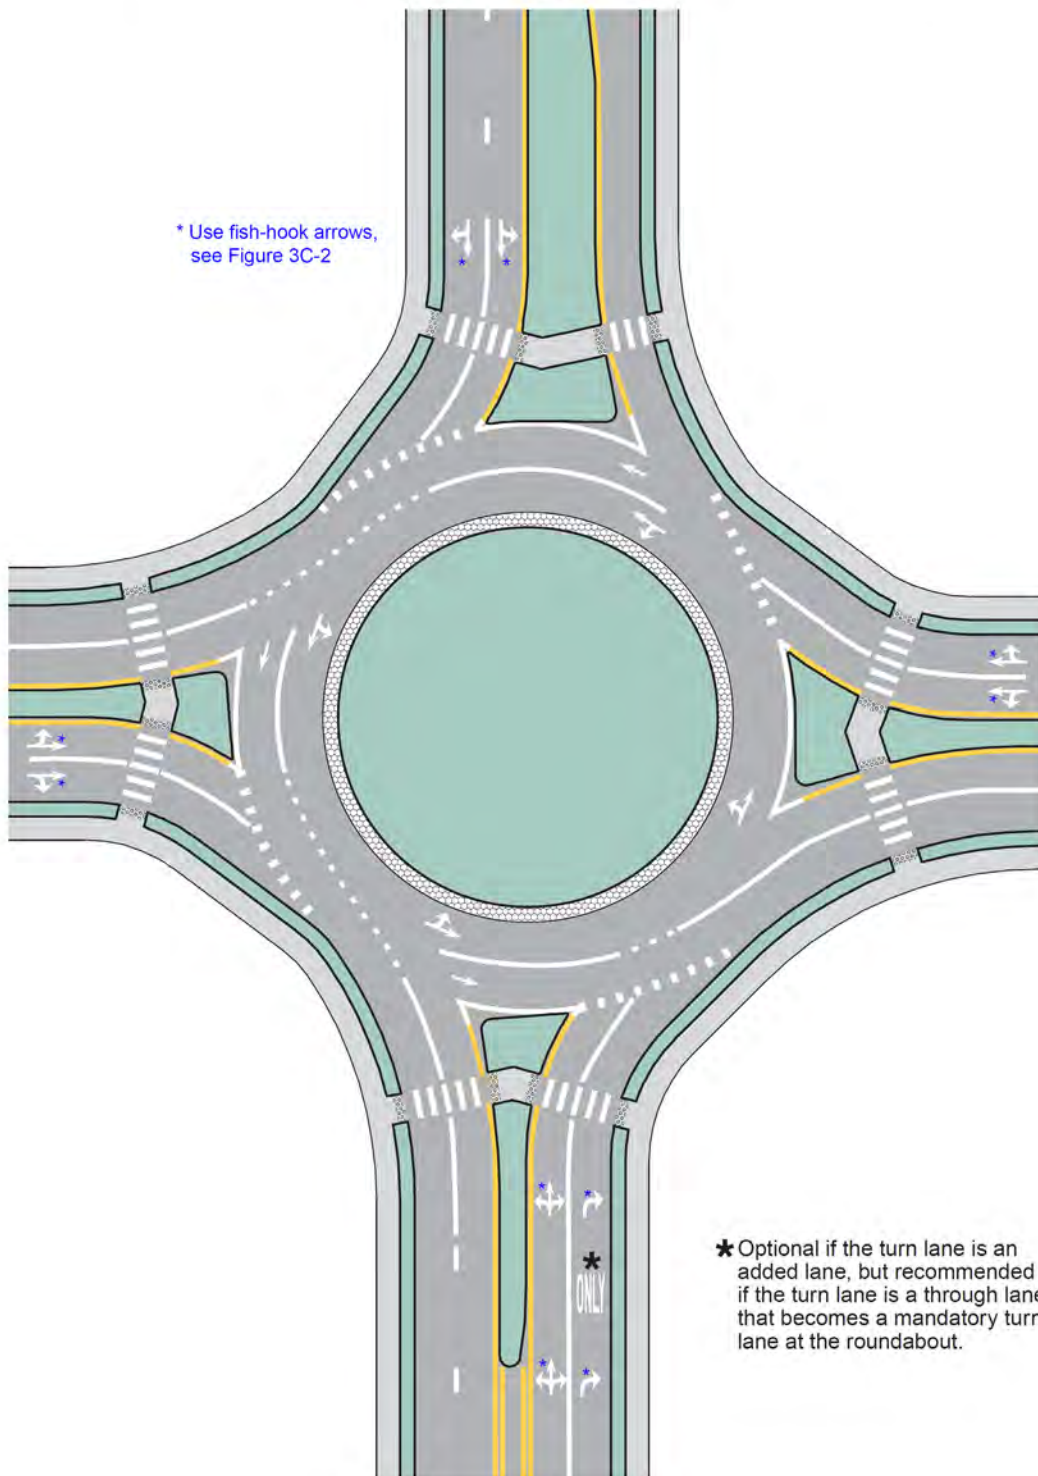 * Use fish-hook arrows,
see Figure 3C-2
* Optional if the turn lane is an
added lane, but recommended
if the turn lane is a through lane
that becomes a mandatory turn
lane at the roundabout.
*
ONLY